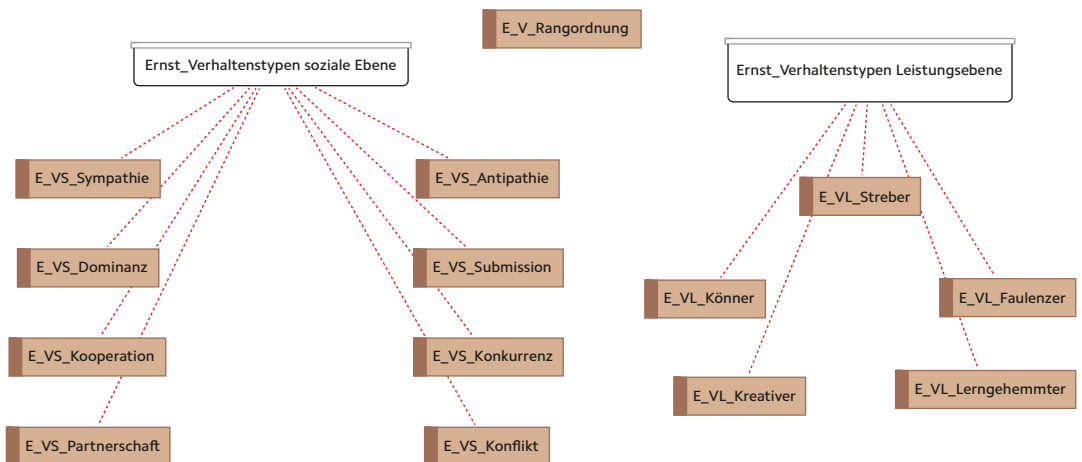 E_V_Rangordnung
Ernst_Verhaltenstypen soziale Ebene
Ernst_Verhaltenstypen Leistungsebene
E_VS_Sympathie
E_VS_Antipathie
E_VL_Streber
E_VS_Dominanz
E_VS_Submission
E_VL_Könner
E_VL_Faulenzer
E_VS_Kooperation
E_VS_Konkurrenz
E_VL_Kreativer
E_VL_Lerngehemmter
E_VS_Partnerschaft
E_VS_Konflikt